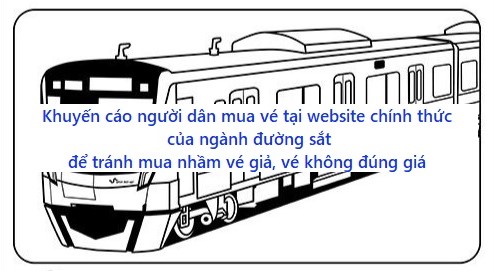 Khuyến cáo người dân mua vé tại website chính thức
của ngành đường sắt
để tránh mua nhầm vé giả, vé không đúng giá